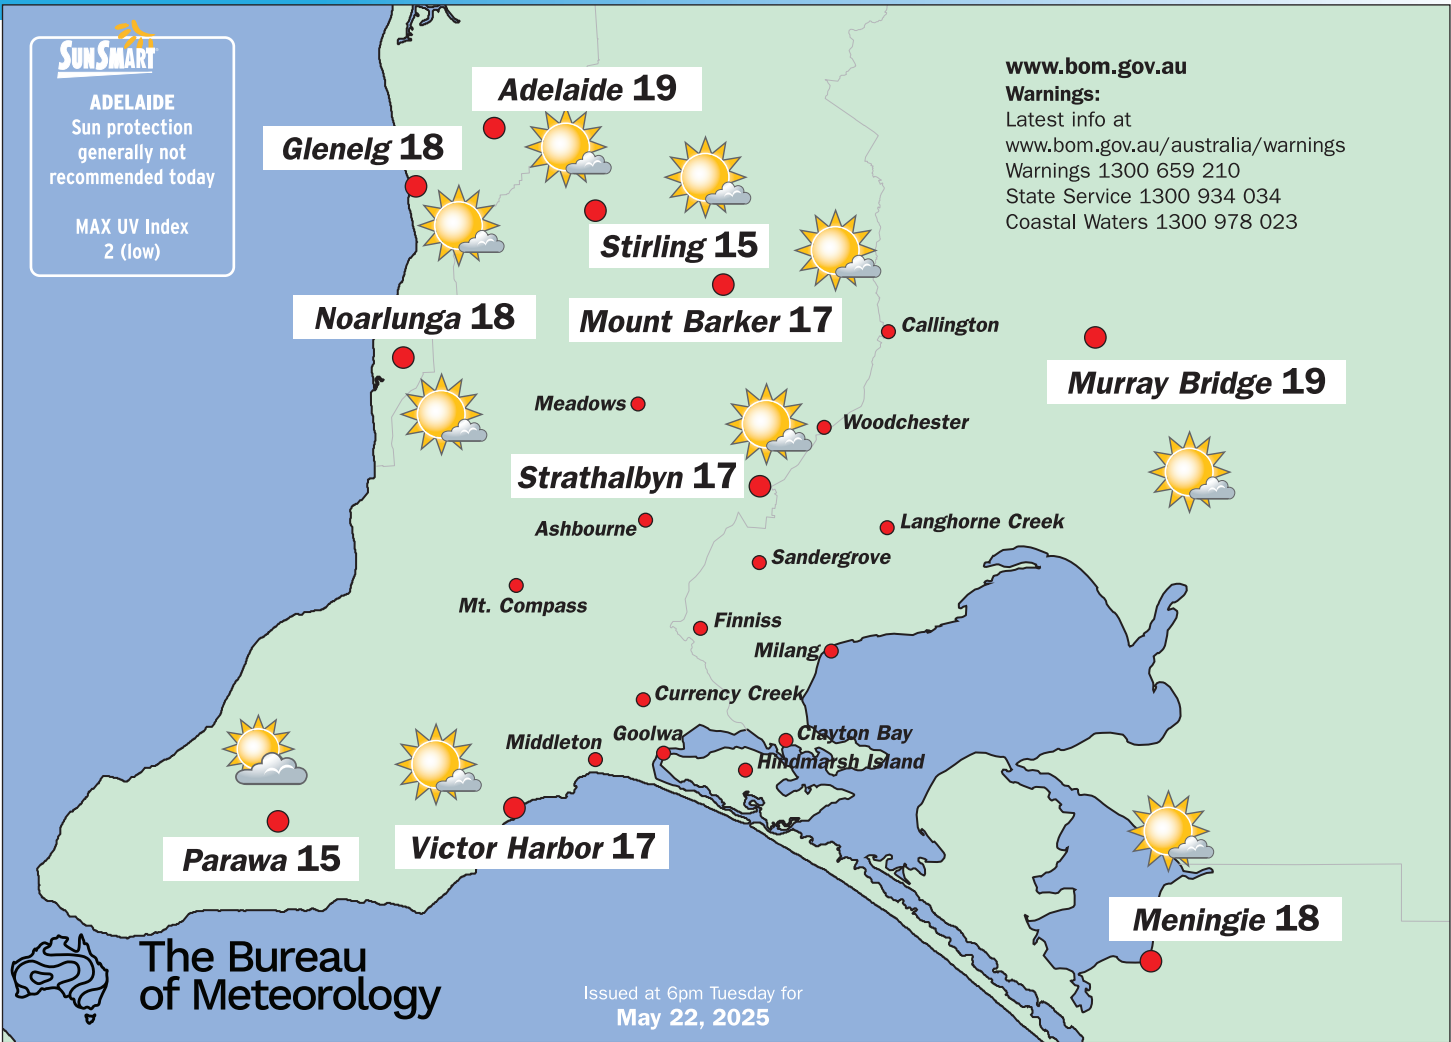 SUNSMART
ADELAIDE
Sun protection
generally not
recommended today
MAX UV Index
2 (low)
Adelaide 19
Glenelg 18
Stirling 15
Noarlunga 18
Mount Barker 17
www.bom.gov.au
Warnings:
Latest info at
www.bom.gov.au/australia/warnings
Warnings 1300 659 210
State Service 1300 934 034
Coastal Waters 1300 978 023
Callington
Murray Bridge 19
Meadows
Woodchester
Strathalbyn 17
Ashbourne
Langhorne Creek
Sandergrove
Mt. Compass
Finniss
Milang
Currency Creek
Middleton
Goolwa
Clayton Bay
Hindmarsh Island
Parawa 15
Victor Harbor 17
Meningie 18
The Bureau
of Meteorology
Issued at 6pm Tuesday for
May 22, 2025